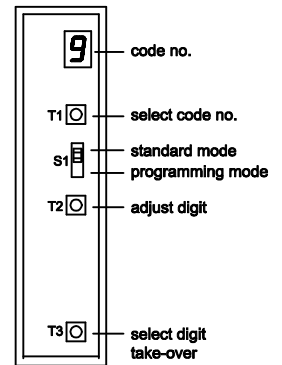 9 code no.
T1 select code no.
S1 standard mode
programming mode
T2 adjust digit
T3 select digit
take-over